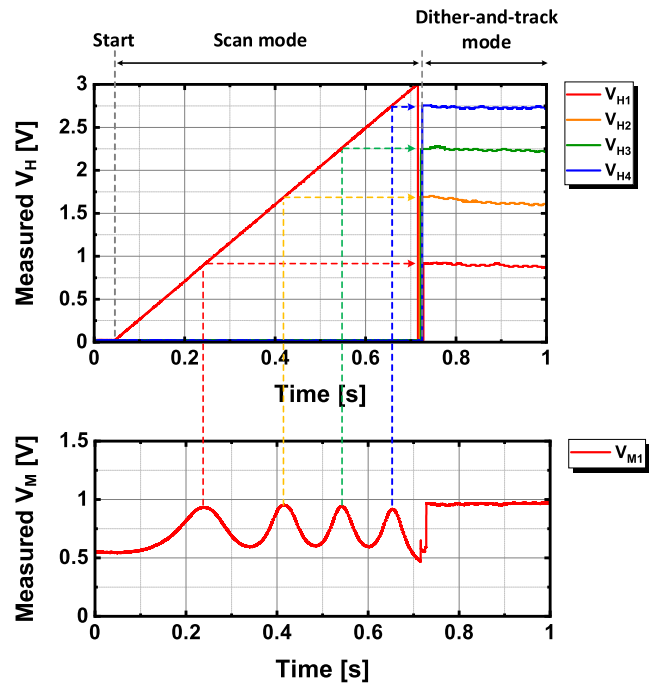 Dither-and-track
mode
Start
Scan mode
Measured V_H [V]
3
2.5
2
1.5
1
0.5
0
0 0.2 0.4 0.6 0.8 1
Time [s]
V_H1
V_H2
V_H3
V_H4
Measured V_M [V]
1.5
1
0.5
0
0 0.2 0.4 0.6 0.8 1
Time [s]
V_M1